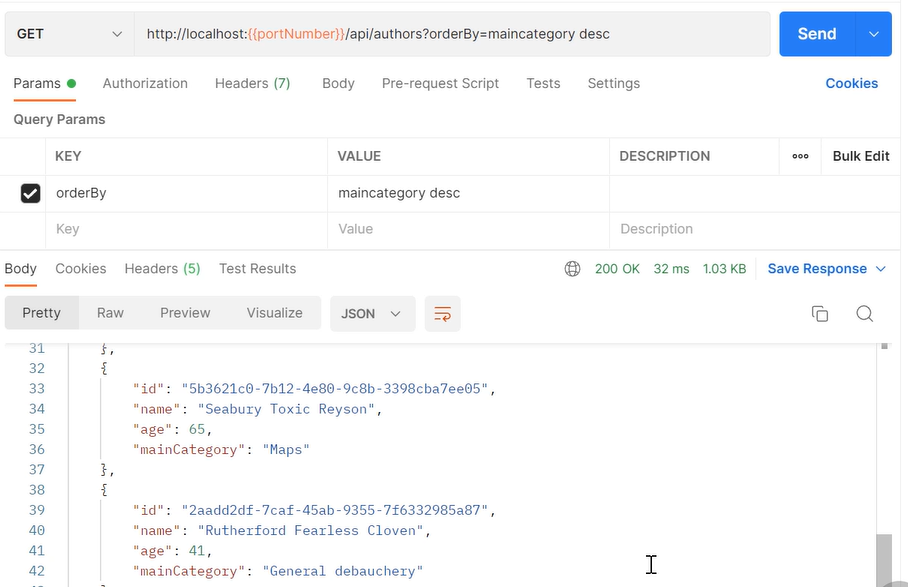 GET http://localhost:{{portNumber}}/api/authors?orderBy=maincategory desc Send
Params Authorization Headers (7) Body Pre-request Script Tests Settings Cookies
Query Params
KEY VALUE DESCRIPTION ooo Bulk Edit
orderBy maincategory desc
Key Value Description
Body Cookies Headers (5) Test Results 200 OK 32 ms 1.03 KB Save Response
Pretty Raw Preview Visualize JSON
31 },
32 {
33 "id": "5b3621c0-7b12-4e80-9c8b-3398cba7ee05",
34 "name": "Seabury Toxic Reyson",
35 "age": 65,
36 "mainCategory": "Maps"
37 },
38 {
39 "id": "2aadd2df-7caf-45ab-9355-7f6332985a87",
40 "name": "Rutherford Fearless Cloven",
41 "age": 41,
42 "mainCategory": "General debauchery"